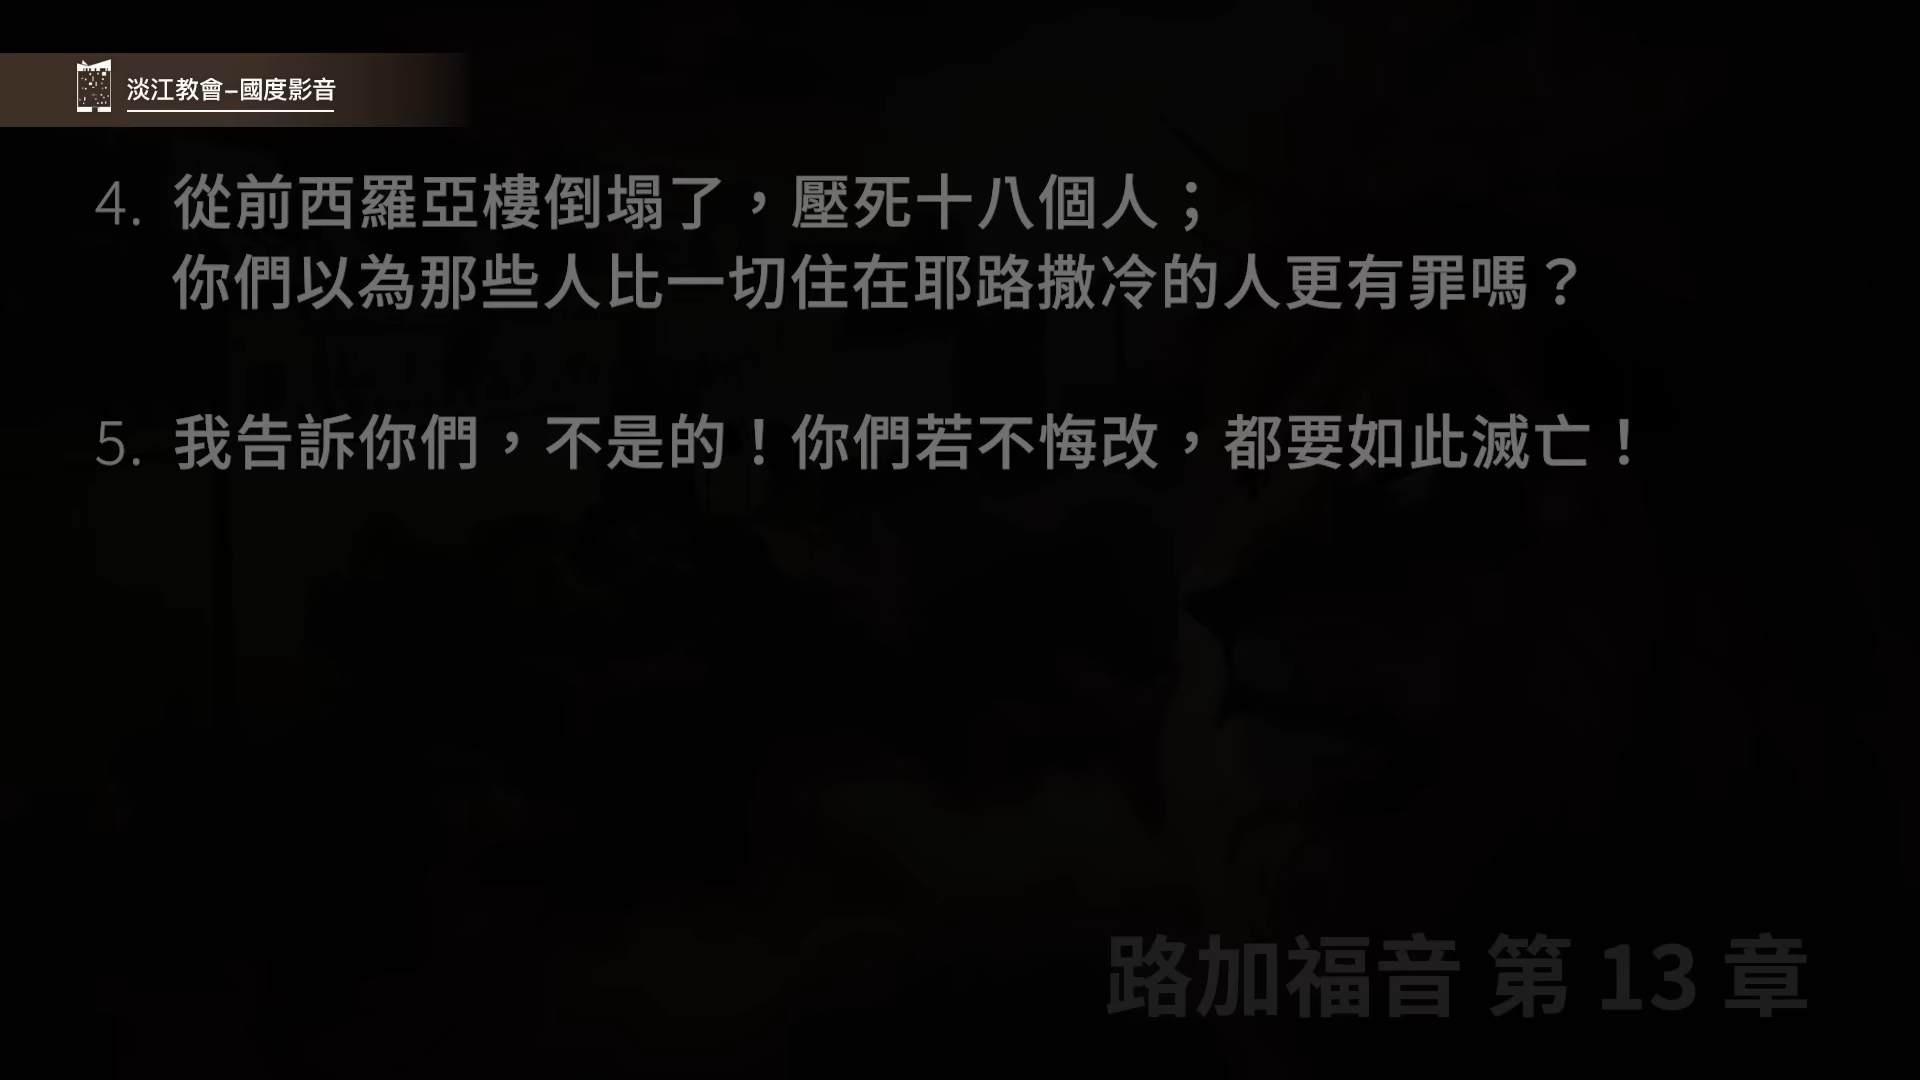 淡江教會–國度影音
4. 從前西羅亞樓倒塌了，壓死十八個人；
你們以為那些人比一切住在耶路撒冷的人更有罪嗎？
5. 我告訴你們，不是的！你們若不悔改，都要如此滅亡！
路加福音 第 13 章